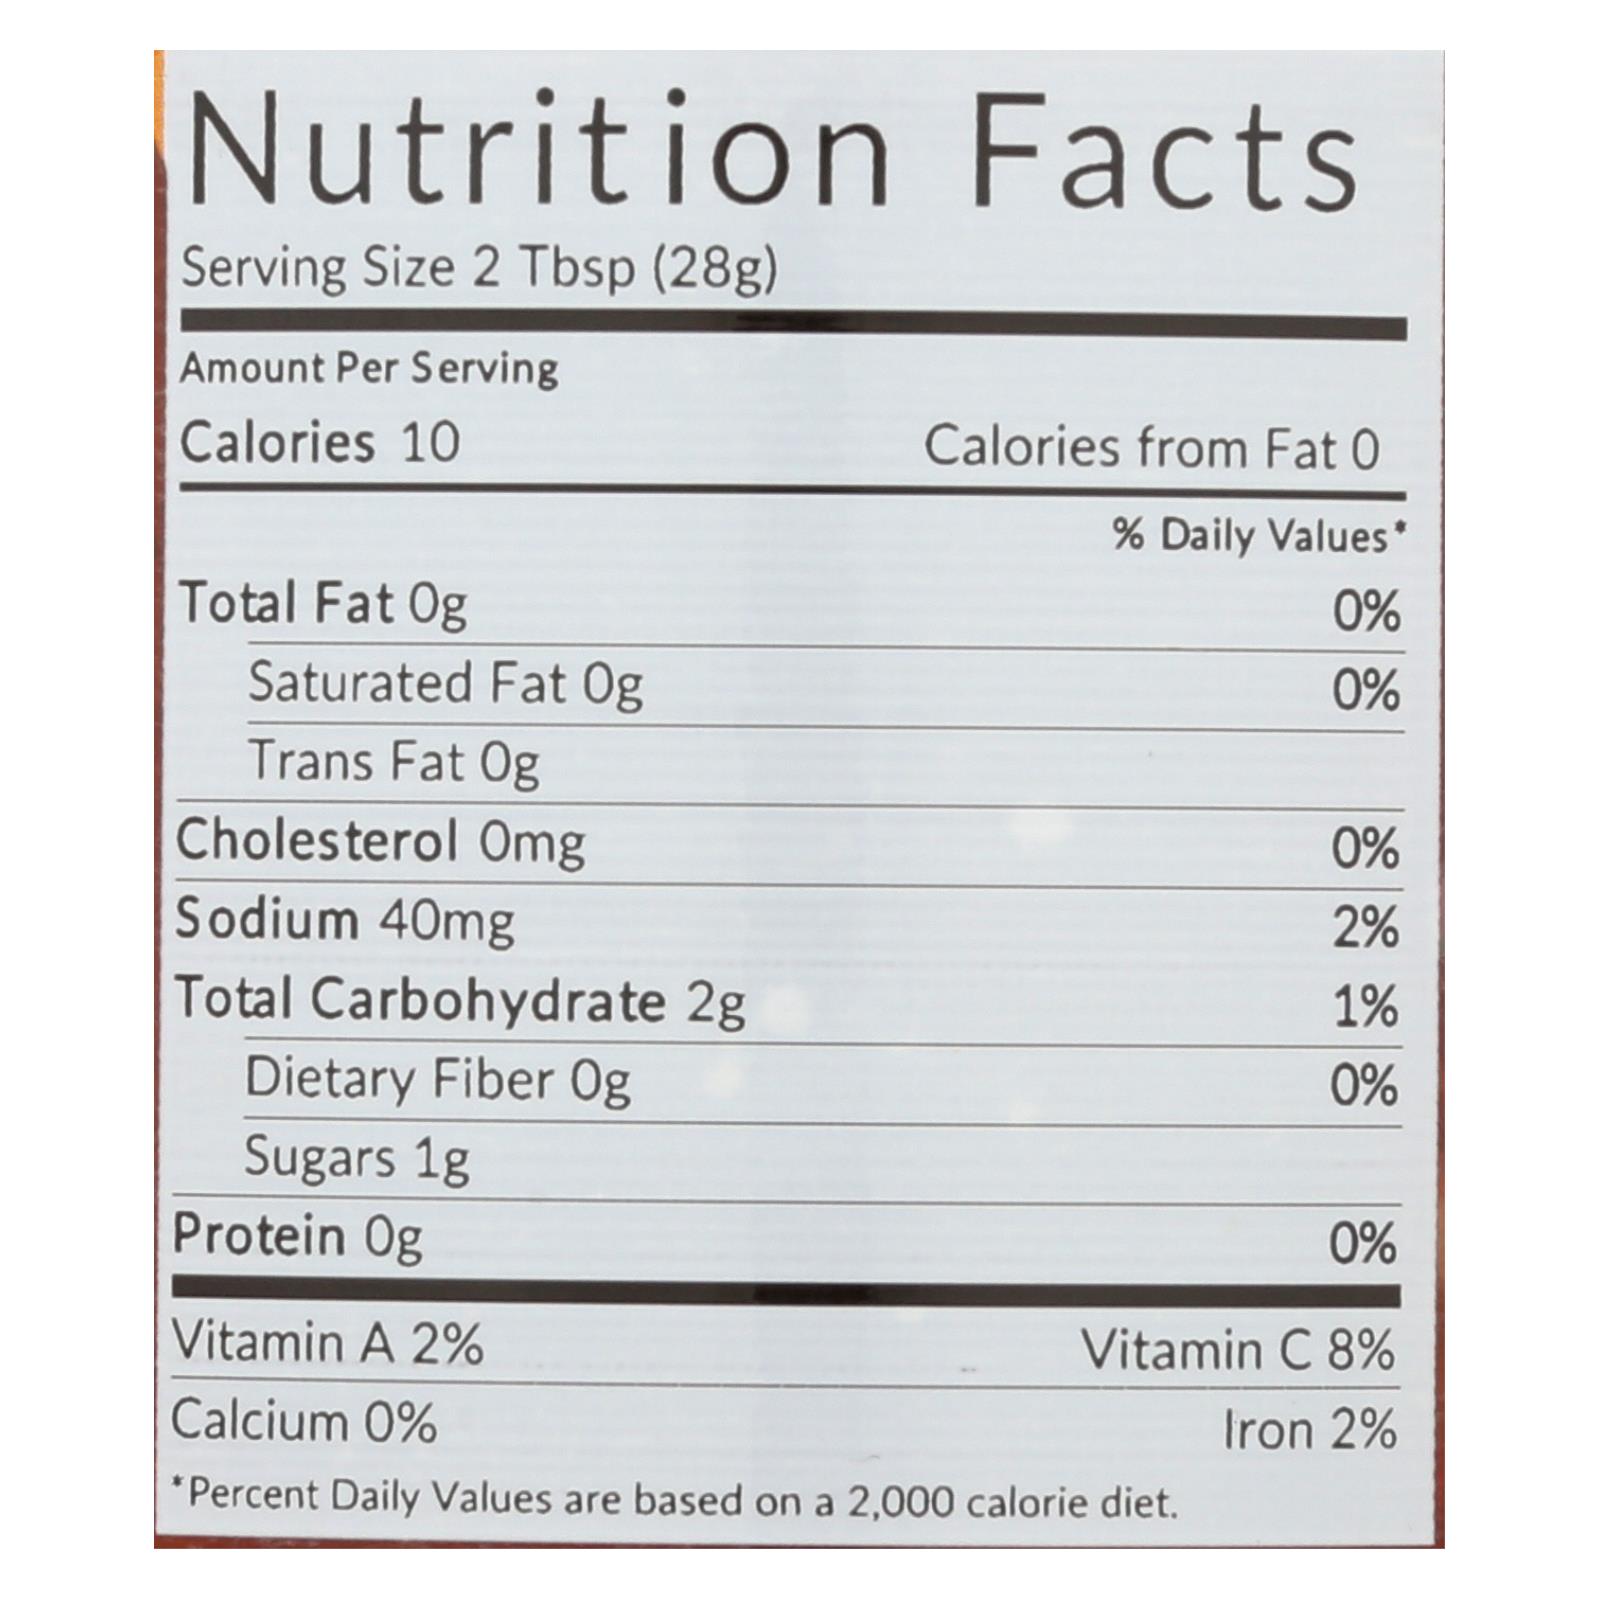 Nutrition Facts
Serving Size 2 Tbsp (28g)
Amount Per Serving
Calories 10 Calories from Fat 0
% Daily Values*
Total Fat 0g 0%
Saturated Fat 0g 0%
Trans Fat 0g
Cholesterol 0mg 0%
Sodium 40mg 2%
Total Carbohydrate 2g 1%
Dietary Fiber 0g 0%
Sugars 1g
Protein 0g 0%
Vitamin A 2% Vitamin C 8%
Calcium 0% Iron 2%
*Percent Daily Values are based on a 2,000 calorie diet.